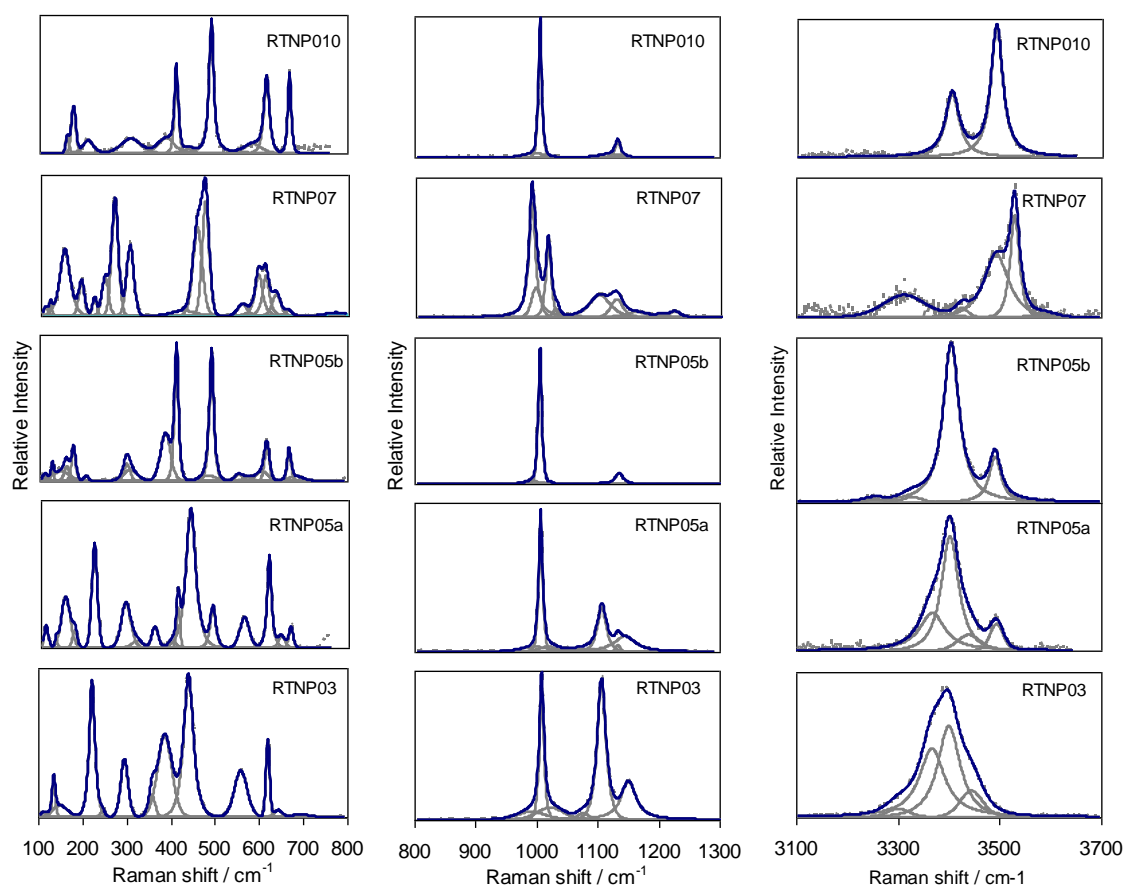 RTNP010
RTNP07
RTNP05b
RTNP05a
RTNP03
Relative Intensity
100 200 300 400 500 600 700 800
Raman shift / cm-1
RTNP010
RTNP07
RTNP05b
RTNP05a
RTNP03
Relative Intensity
800 900 1000 1100 1200 1300
Raman shift / cm-1
RTNP010
RTNP07
RTNP05b
RTNP05a
RTNP03
Relative Intensity
3100 3300 3500 3700
Raman shift / cm-1